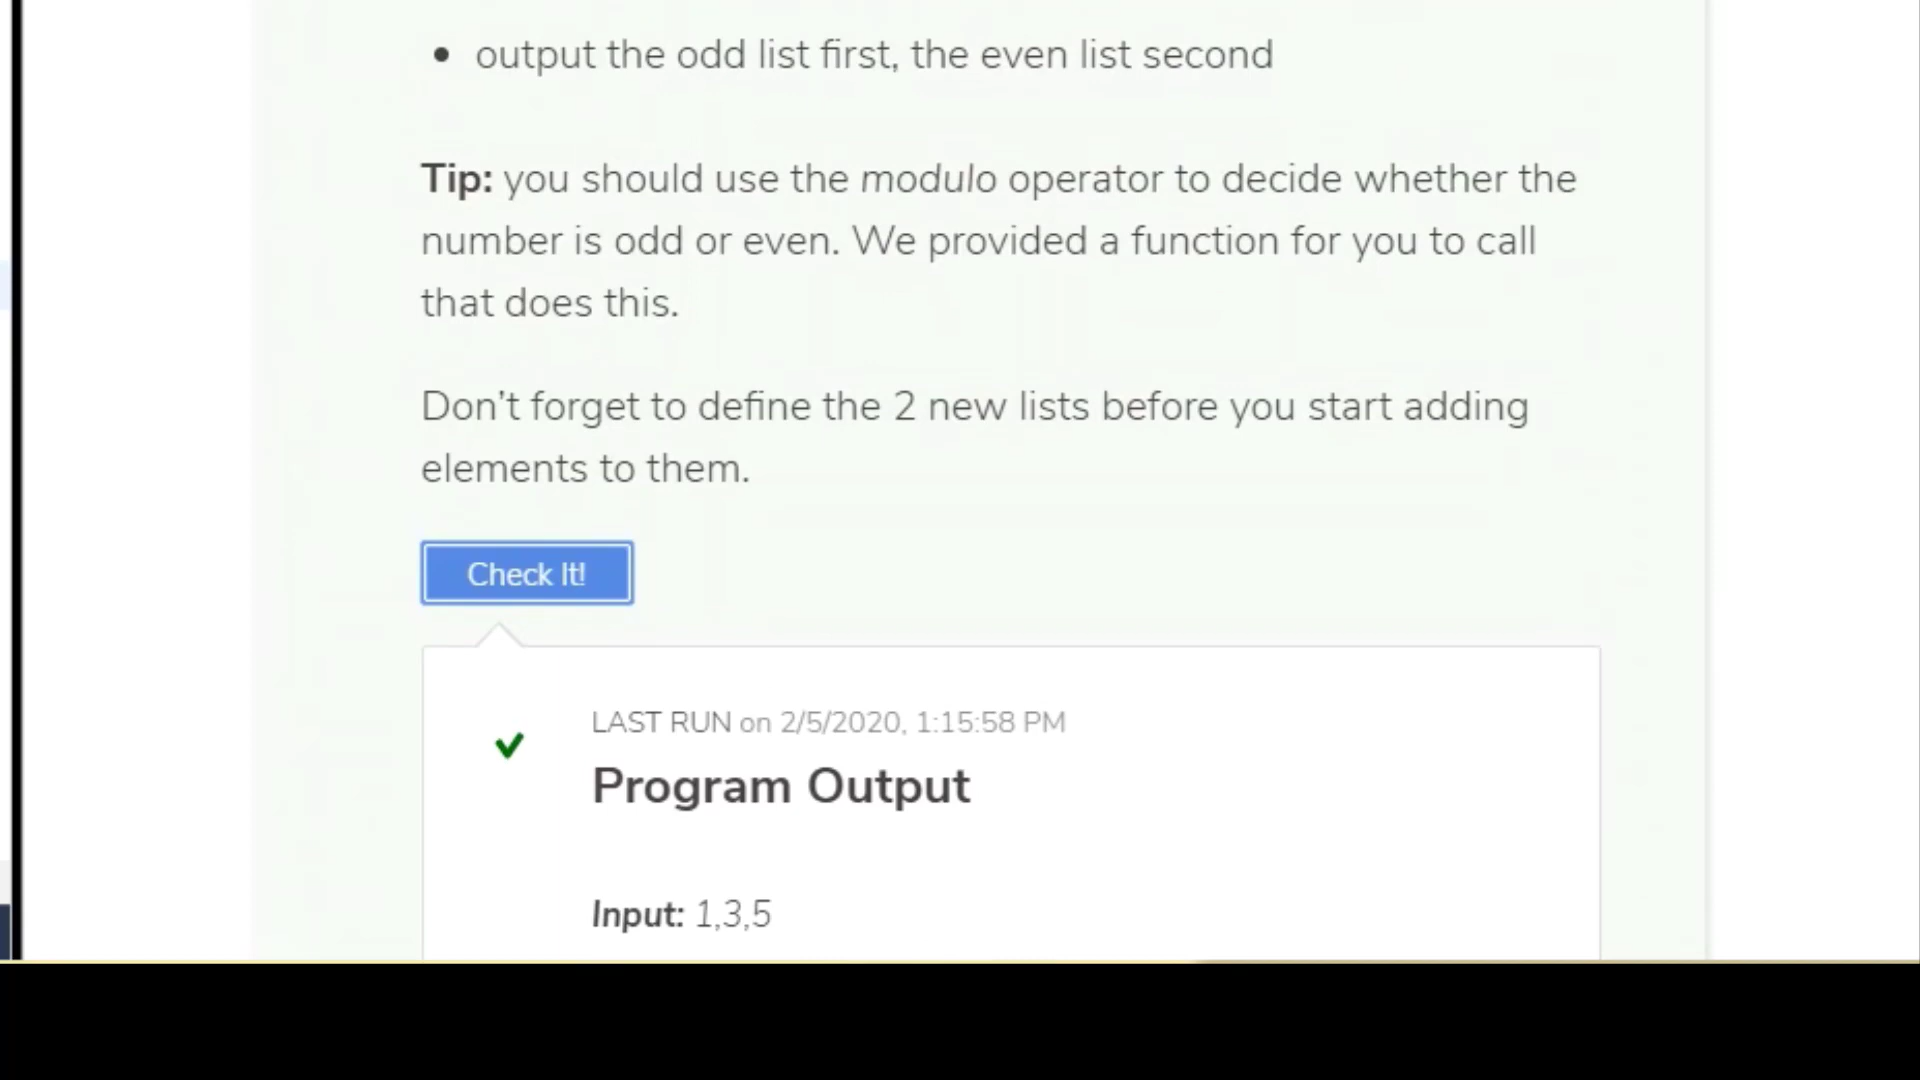 • output the odd list first, the even list second
Tip: you should use the modulo operator to decide whether the
number is odd or even. We provided a function for you to call
that does this.
Don't forget to define the 2 new lists before you start adding
elements to them.
Check It!
LAST RUN on 2/5/2020, 1:15:58 PM
Program Output
Input: 1,3,5